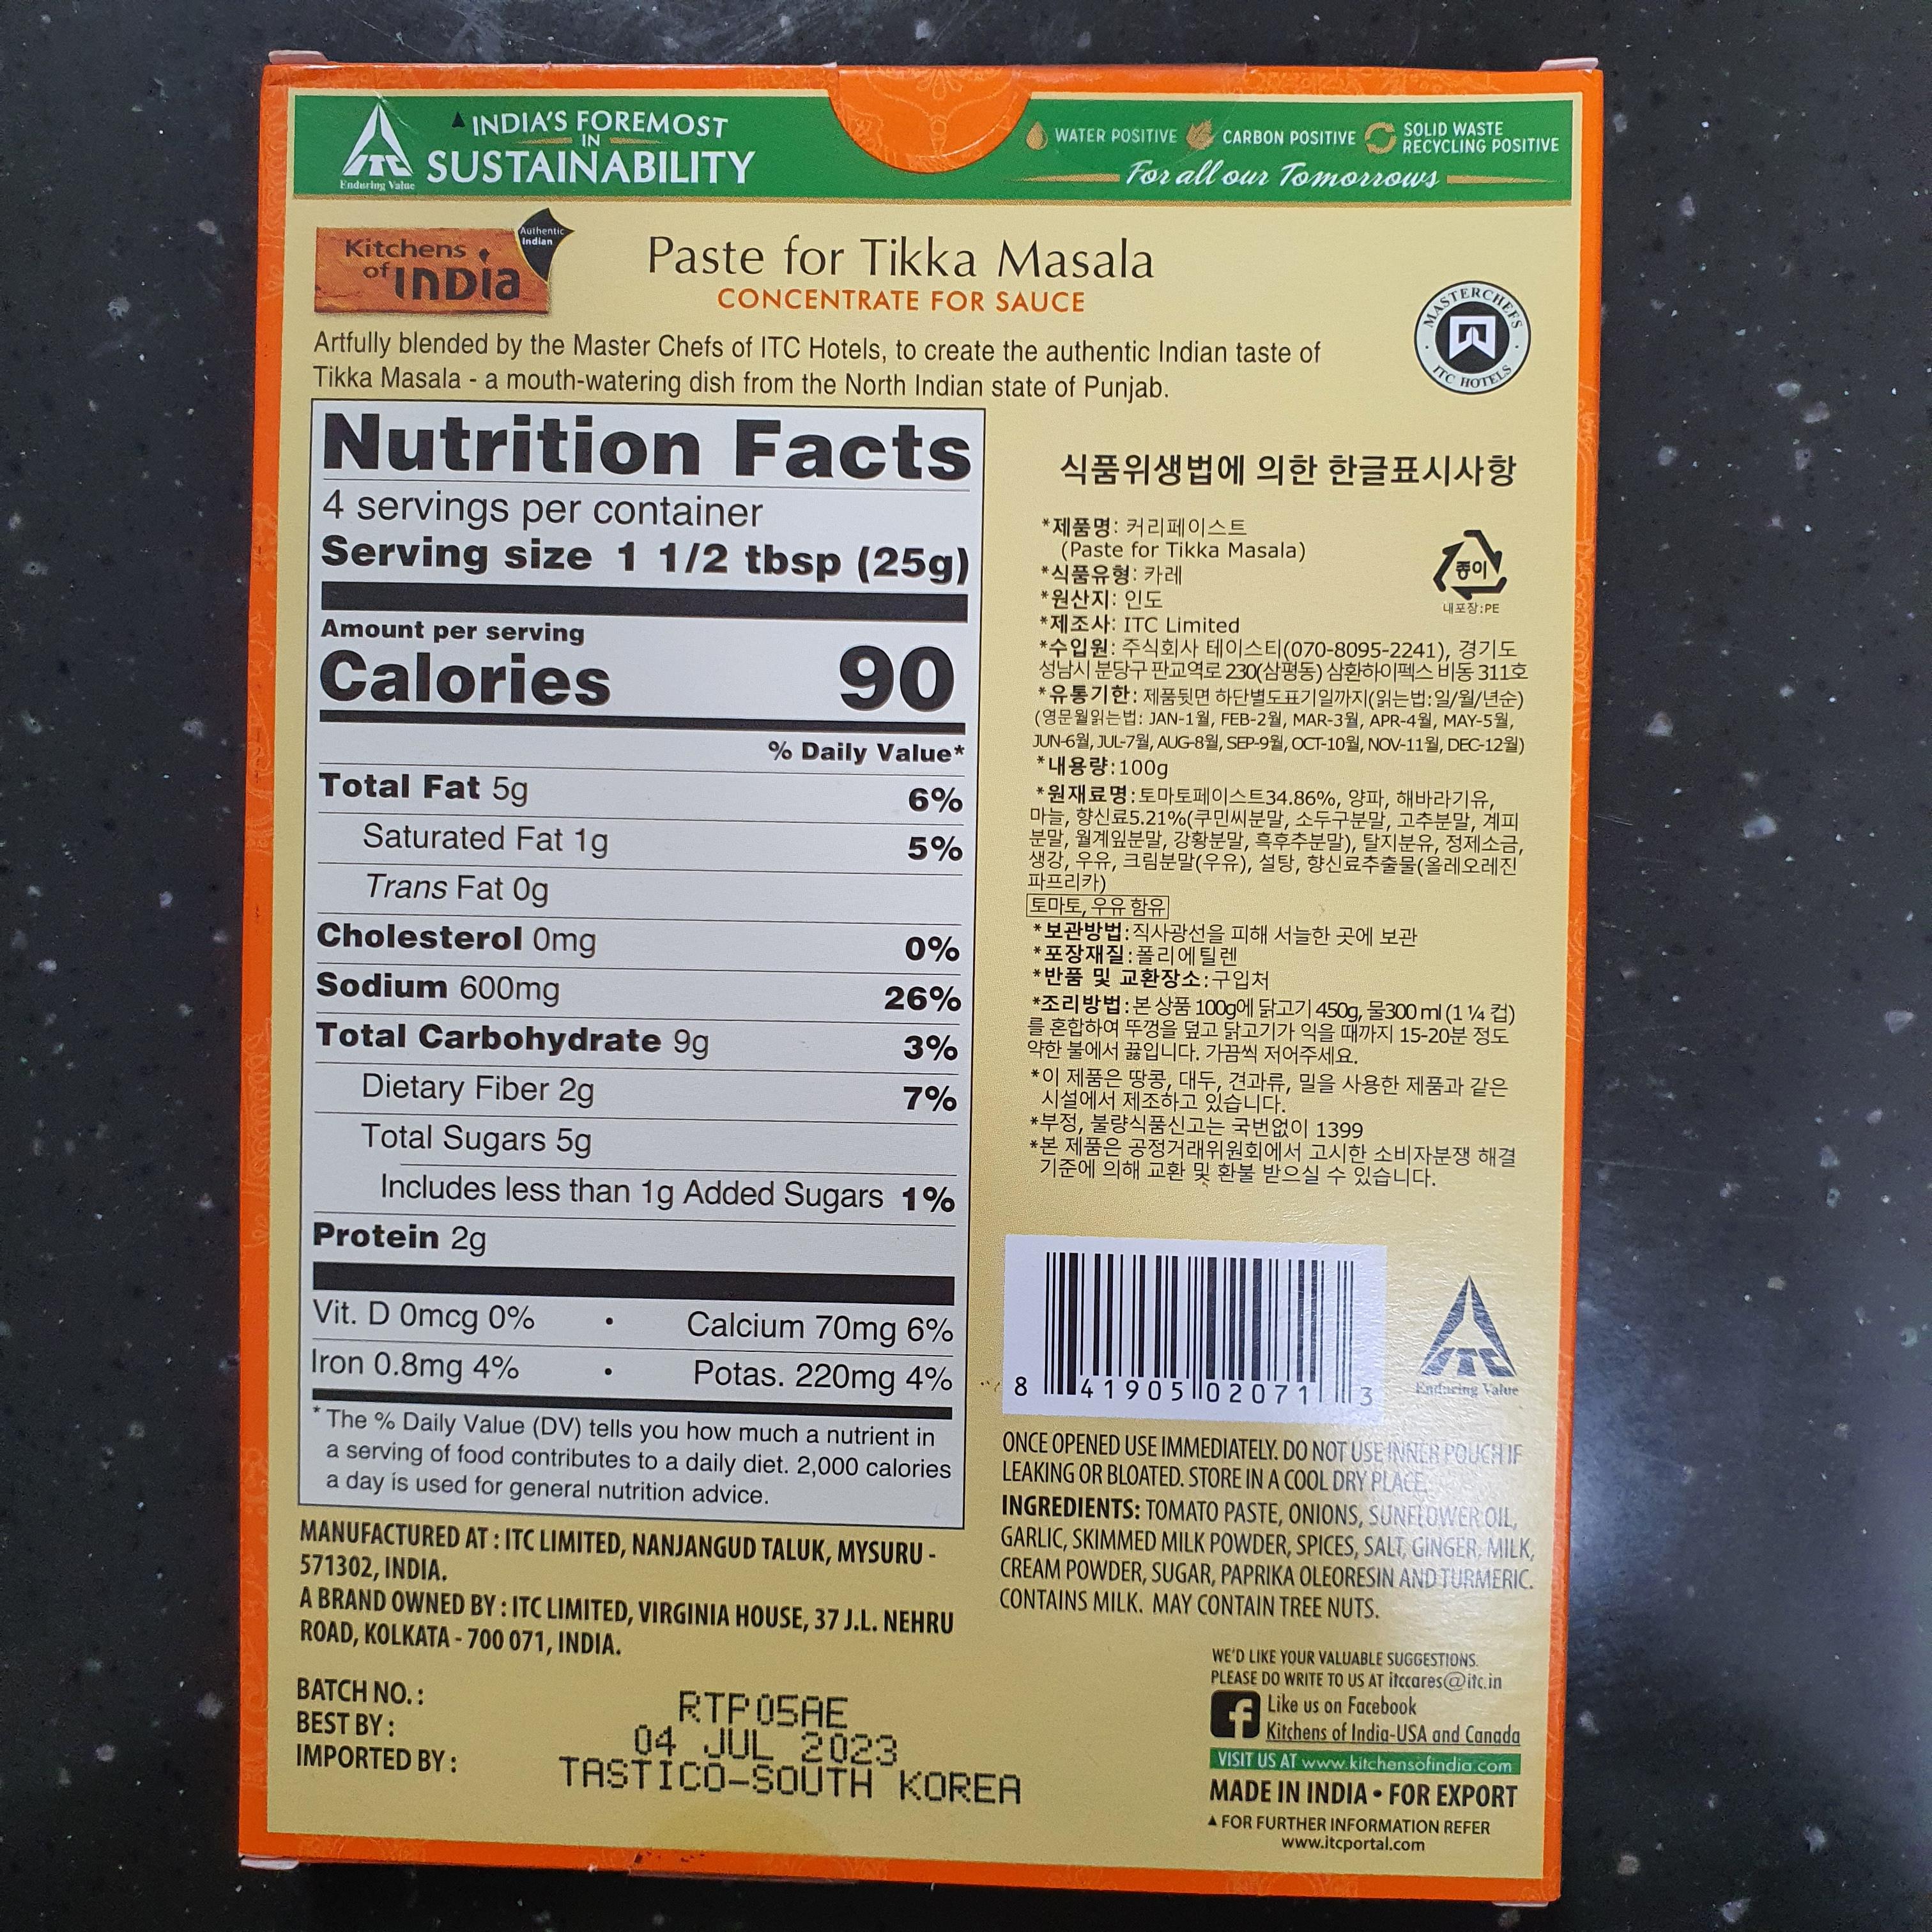 ITC
Enduring Value
INDIA'S FOREMOST
IN
SUSTAINABILITY
WATER POSITIVE
CARBON POSITIVE
SOLID WASTE
RECYCLING POSITIVE
For all our Tomorrows
Kitchens
of INDIA
Authentic
Indian
Paste for Tikka Masala
CONCENTRATE FOR SAUCE
MASTERCHEFS
ITC HOTELS
Artfully blended by the Master Chefs of ITC Hotels, to create the authentic Indian taste of
Tikka Masala - a mouth-watering dish from the North Indian state of Punjab.
Nutrition Facts
4 servings per container
Serving size 1 1/2 tbsp (25g)
Amount per serving
Calories 90
% Daily Value*
Total Fat 5g 6%
Saturated Fat 1g 5%
Trans Fat 0g
Cholesterol 0mg 0%
Sodium 600mg 26%
Total Carbohydrate 9g 3%
Dietary Fiber 2g 7%
Total Sugars 5g
Includes less than 1g Added Sugars 1%
Protein 2g
Vit. D 0mcg 0% • Calcium 70mg 6%
Iron 0.8mg 4% • Potas. 220mg 4%
* The % Daily Value (DV) tells you how much a nutrient in
a serving of food contributes to a daily diet. 2,000 calories
a day is used for general nutrition advice.
MANUFACTURED AT : ITC LIMITED, NANJANGUD TALUK, MYSURU -
571302, INDIA.
A BRAND OWNED BY : ITC LIMITED, VIRGINIA HOUSE, 37 J.L. NEHRU
ROAD, KOLKATA - 700 071, INDIA.
BATCH NO. : RTP05AE
BEST BY : 04 JUL 2023
IMPORTED BY : TASTICO-SOUTH KOREA
식품위생법에 의한 한글표시사항
*제품명: 커리페이스트
(Paste for Tikka Masala)
*식품유형: 카레
*원산지: 인도
*제조사: ITC Limited
종이
내포장:PE
*수입원: 주식회사 테이스티(070-8095-2241), 경기도
성남시 분당구 판교역로 230(삼평동) 삼환하이펙스 비동 311호
*유통기한: 제품뒷면 하단별도표기일까지(읽는법:일/월/년순)
(영문월읽는법: JAN-1월, FEB-2월, MAR-3월, APR-4월, MAY-5월,
JUN-6월, JUL-7월, AUG-8월, SEP-9월, OCT-10월, NOV-11월, DEC-12월)
*내용량:100g
*원재료명:토마토페이스트34.86%, 양파, 해바라기유,
마늘, 향신료5.21%(쿠민씨분말, 소두구분말, 고추분말, 계피
분말, 월계잎분말, 강황분말, 흑후추분말), 탈지분유, 정제소금,
생강, 우유, 크림분말(우유), 설탕, 향신료추출물(올레오레진
파프리카)
토마토, 우유 함유
*보관방법:직사광선을 피해 서늘한 곳에 보관
*포장재질:폴리에틸렌
*반품 및 교환장소:구입처
*조리방법:본 상품 100g에 닭고기 450g, 물300 ml (1 ¼ 컵)
를 혼합하여 뚜껑을 덮고 닭고기가 익을 때까지 15-20분 정도
약한 불에서 끓입니다. 가끔씩 저어주세요.
*이 제품은 땅콩, 대두, 견과류, 밀을 사용한 제품과 같은
시설에서 제조하고 있습니다.
*부정, 불량식품신고는 국번없이 1399
*본 제품은 공정거래위원회에서 고시한 소비자분쟁 해결
기준에 의해 교환 및 환불 받으실 수 있습니다.
8 41905 02071 3
ITC
Enduring Value
ONCE OPENED USE IMMEDIATELY. DO NOT USE INNER POUCH IF
LEAKING OR BLOATED. STORE IN A COOL DRY PLACE.
INGREDIENTS: TOMATO PASTE, ONIONS, SUNFLOWER OIL,
GARLIC, SKIMMED MILK POWDER, SPICES, SALT, GINGER, MILK,
CREAM POWDER, SUGAR, PAPRIKA OLEORESIN AND TURMERIC.
CONTAINS MILK. MAY CONTAIN TREE NUTS.
WE'D LIKE YOUR VALUABLE SUGGESTIONS.
PLEASE DO WRITE TO US AT itccares@itc.in
f Like us on Facebook
Kitchens of India-USA and Canada
VISIT US AT www.kitchensofindia.com
MADE IN INDIA • FOR EXPORT
FOR FURTHER INFORMATION REFER
www.itcportal.com